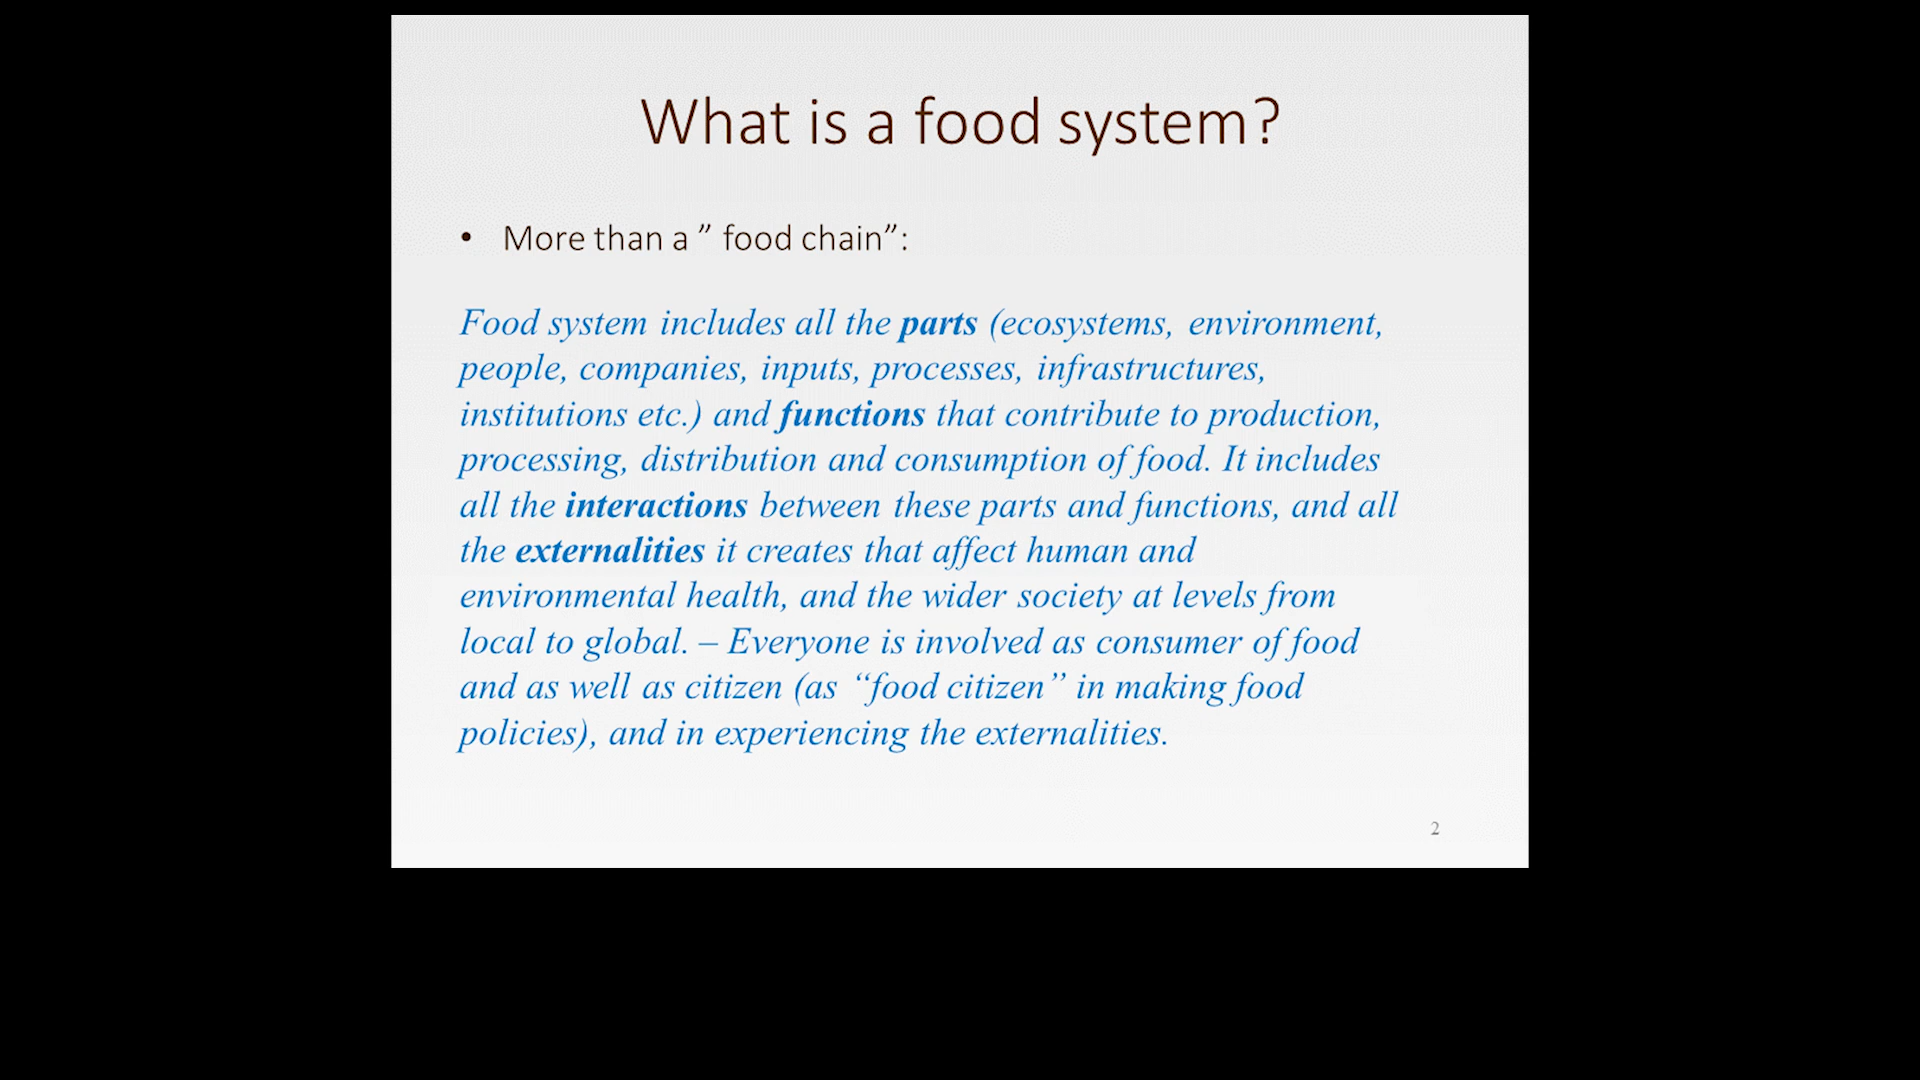 What is a food system?
• More than a ” food chain”:
Food system includes all the parts (ecosystems, environment,
people, companies, inputs, processes, infrastructures,
institutions etc.) and functions that contribute to production,
processing, distribution and consumption of food. It includes
all the interactions between these parts and functions, and all
the externalities it creates that affect human and
environmental health, and the wider society at levels from
local to global. – Everyone is involved as consumer of food
and as well as citizen (as “food citizen” in making food
policies), and in experiencing the externalities.
2